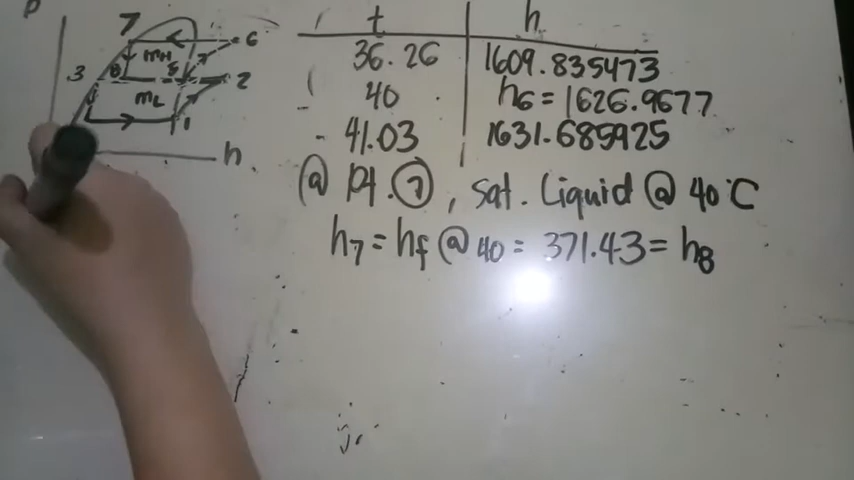 P
7
6
mH
3
8
5
2
mL
1
h
t h
36.26 1609.835473
40 h6 = 1626.9677
41.03 1631.685925
@ pt. 7, sat. Liquid @ 40°C
h7 = hf @ 40 = 371.43 = h8